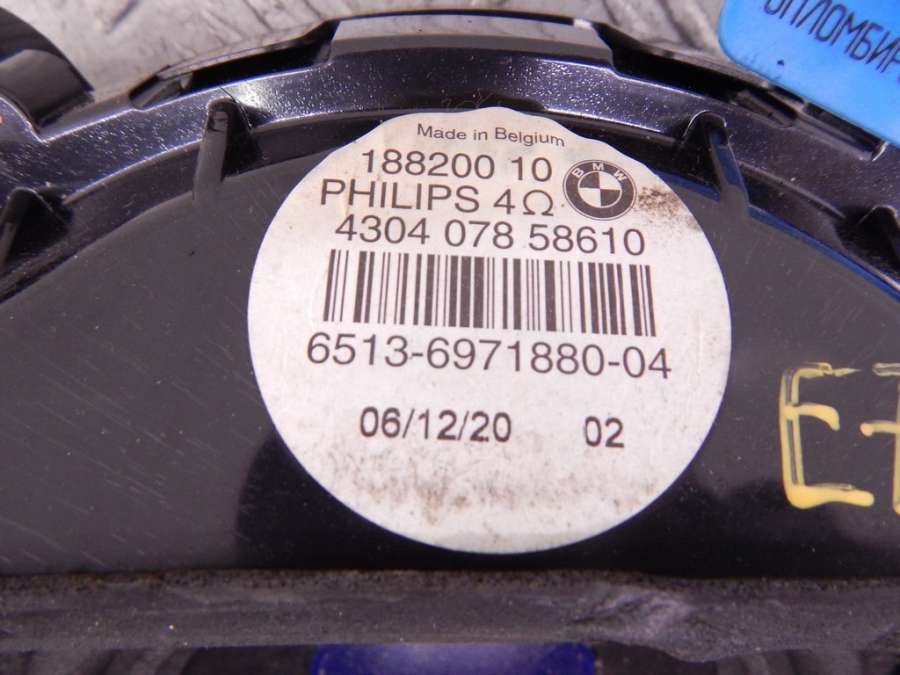 Made in Belgium
188200 10
BMW
PHILIPS 4Ω
4304 078 58610
6513-6971880-04
06/12/20 02